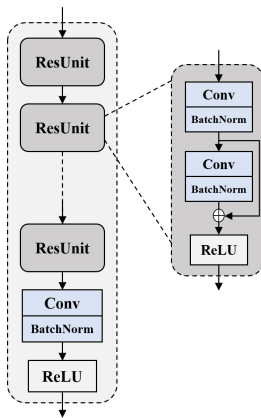 ResUnit
ResUnit
ResUnit
Conv
BatchNorm
ReLU
Conv
BatchNorm
Conv
BatchNorm
ReLU